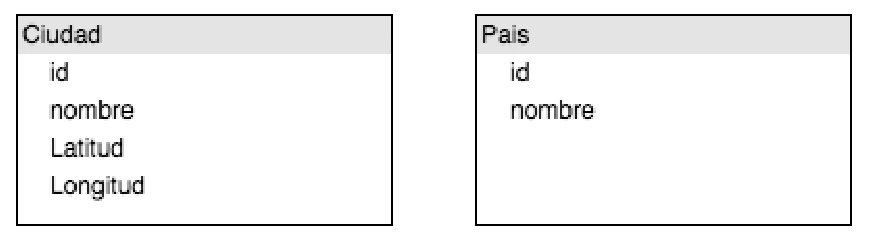 Ciudad
id
nombre
Latitud
Longitud
Pais
id
nombre